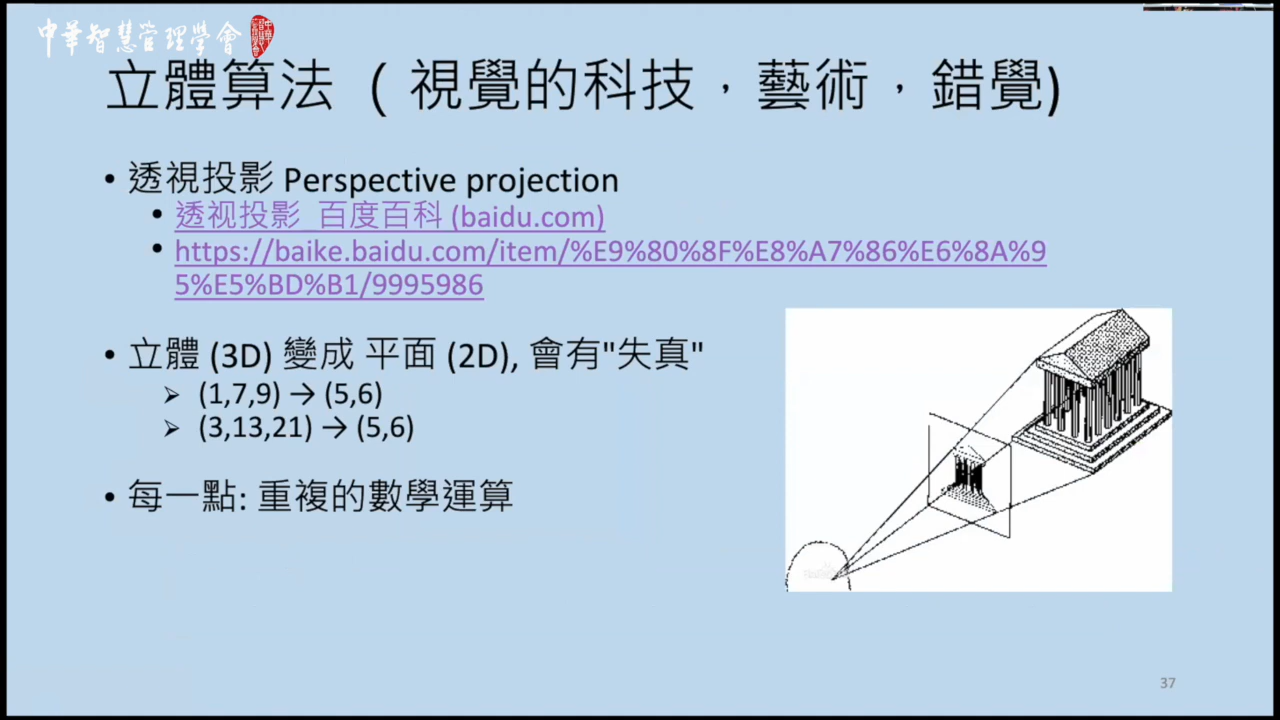 中華智慧管理學會
立體算法 ( 視覺的科技，藝術，錯覺)
• 透視投影 Perspective projection
• 透视投影_百度百科 (baidu.com)
• https://baike.baidu.com/item/%E9%80%8F%E8%A7%86%E6%8A%9
5%E5%BD%B1/9995986
• 立體 (3D) 變成 平面 (2D), 會有"失真"
➢ (1,7,9) → (5,6)
➢ (3,13,21) → (5,6)
• 每一點: 重複的數學運算
37